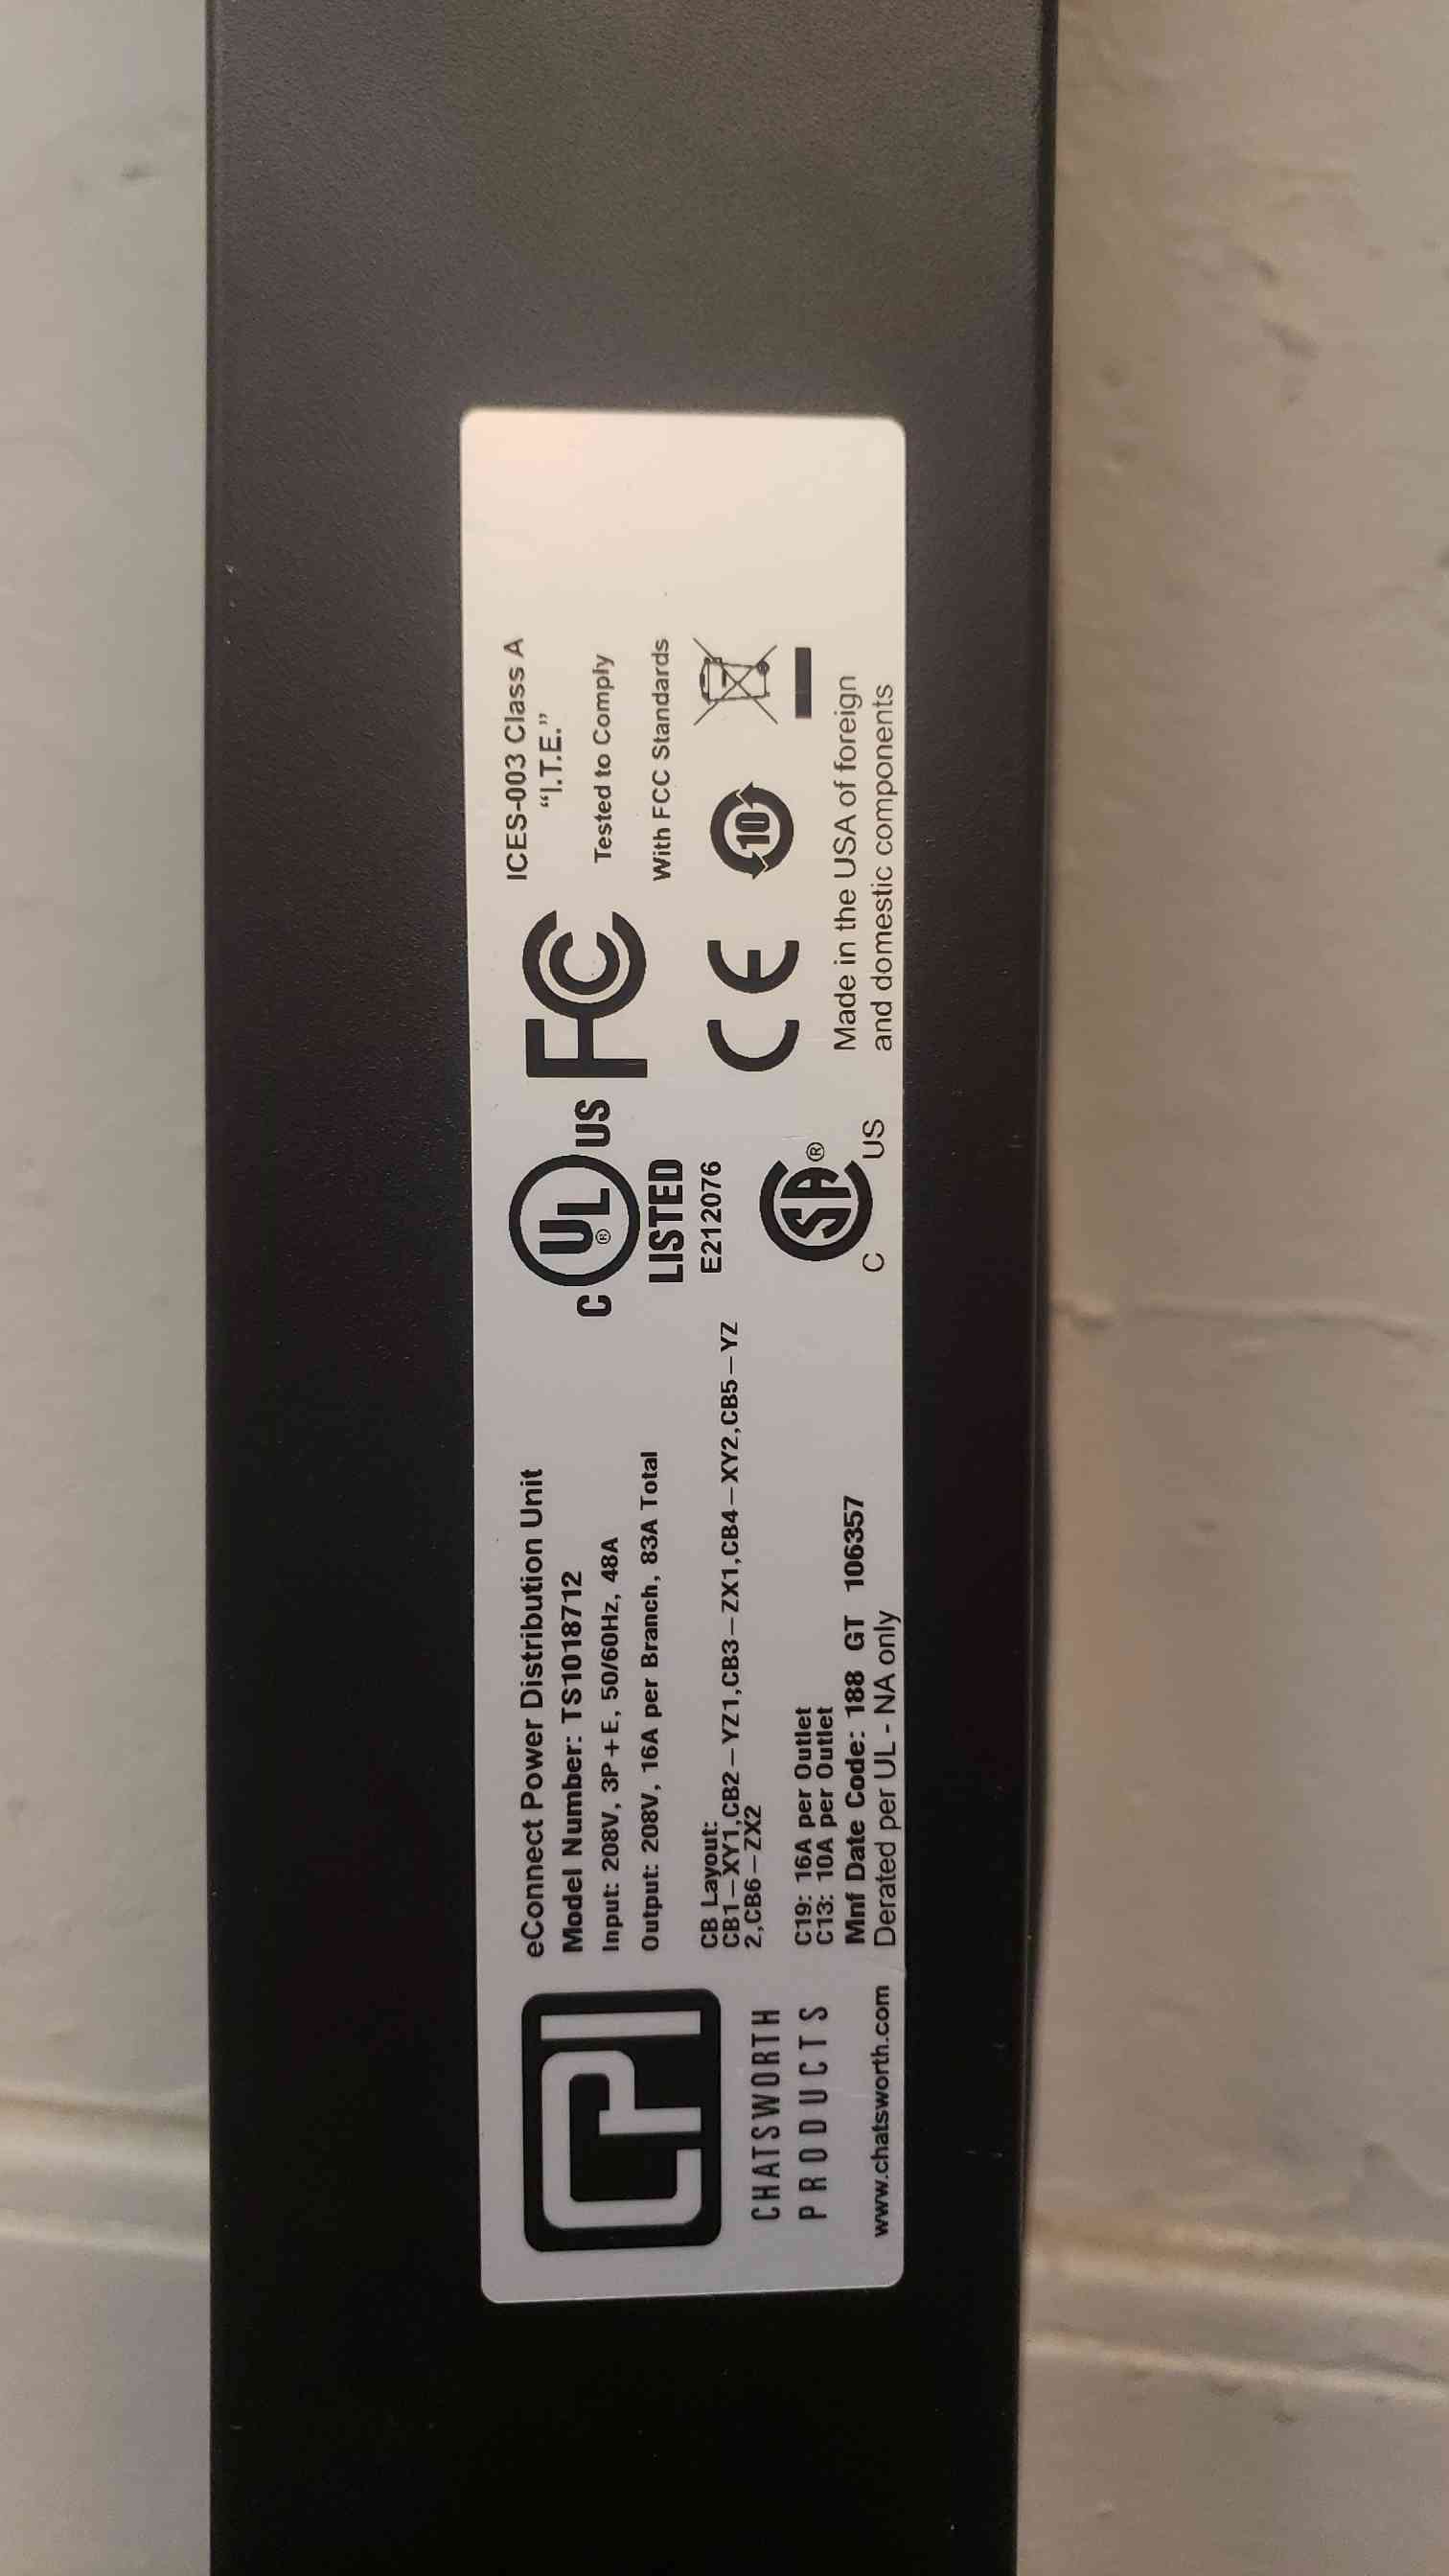 CPI
CHATSWORTH
PRODUCTS
www.chatsworth.com
eConnect Power Distribution Unit
Model Number: TS1018712
Input: 208V, 3P+E, 50/60Hz, 48A
Output: 208V, 16A per Branch, 83A Total
CB Layout:
CB1-XY1,CB2-YZ1,CB3-ZX1,CB4-XY2,CB5-YZ
2,CB6-ZX2
C19: 16A per Outlet
C13: 10A per Outlet
Mnf Date Code: 188 GT 106357
Derated per UL - NA only
C UL ® US
LISTED
E212076
SA®
C US
FC
ICES-003 Class A
“I.T.E.”
Tested to Comply
With FCC Standards
CE
10
Made in the USA of foreign
and domestic components